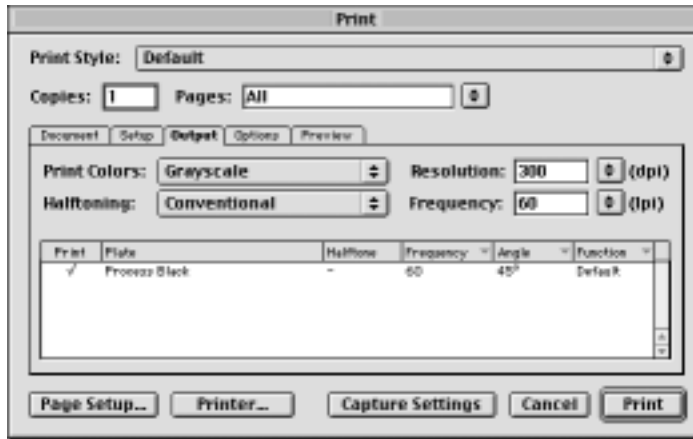 Print
Print Style: Default
Copies: 1 Pages: All
Document Setup Output Options Preview
Print Colors: Grayscale Resolution: 300 (dpi)
Halftoning: Conventional Frequency: 60 (lpi)
Print Plate Halftone Frequency Angle Function
√ Process Black - 60 45° Default
Page Setup... Printer... Capture Settings Cancel Print